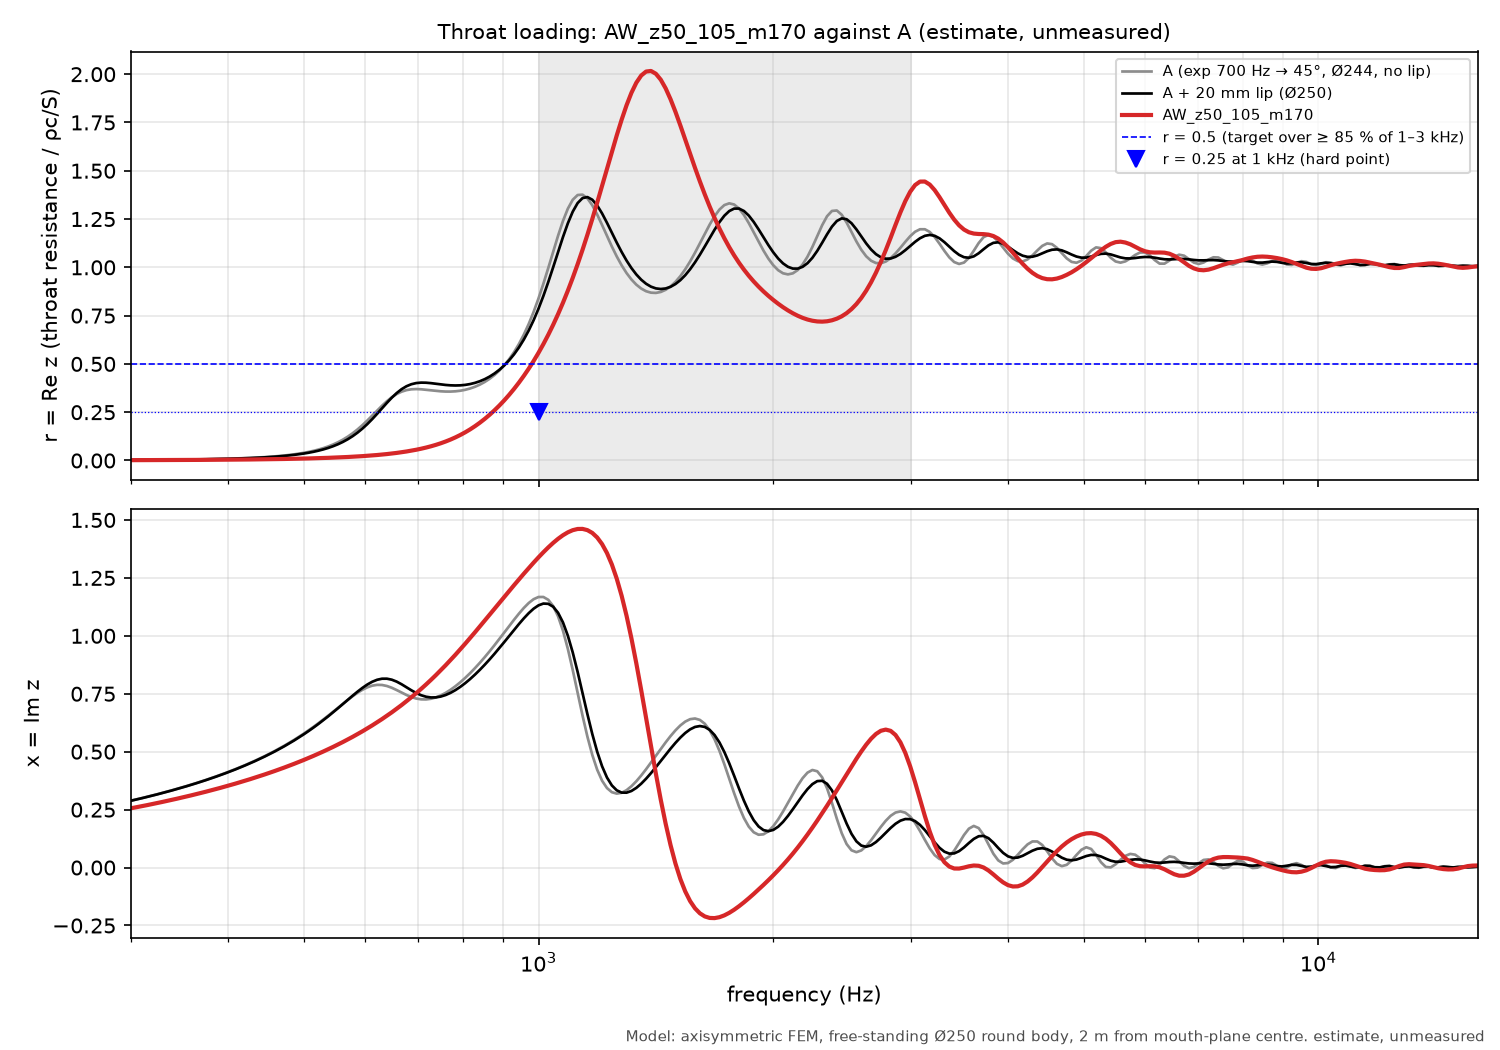 Throat loading: AW_z50_105_m170 against A (estimate, unmeasured)
r = Re z (throat resistance / ρc/S)
2.00
1.75
1.50
1.25
1.00
0.75
0.50
0.25
0.00
A (exp 700 Hz → 45°, Ø244, no lip)
A + 20 mm lip (Ø250)
AW_z50_105_m170
r = 0.5 (target over ≥ 85 % of 1–3 kHz)
r = 0.25 at 1 kHz (hard point)
x = Im z
1.50
1.25
1.00
0.75
0.50
0.25
0.00
−0.25
10³
10⁴
frequency (Hz)
Model: axisymmetric FEM, free-standing Ø250 round body, 2 m from mouth-plane centre. estimate, unmeasured